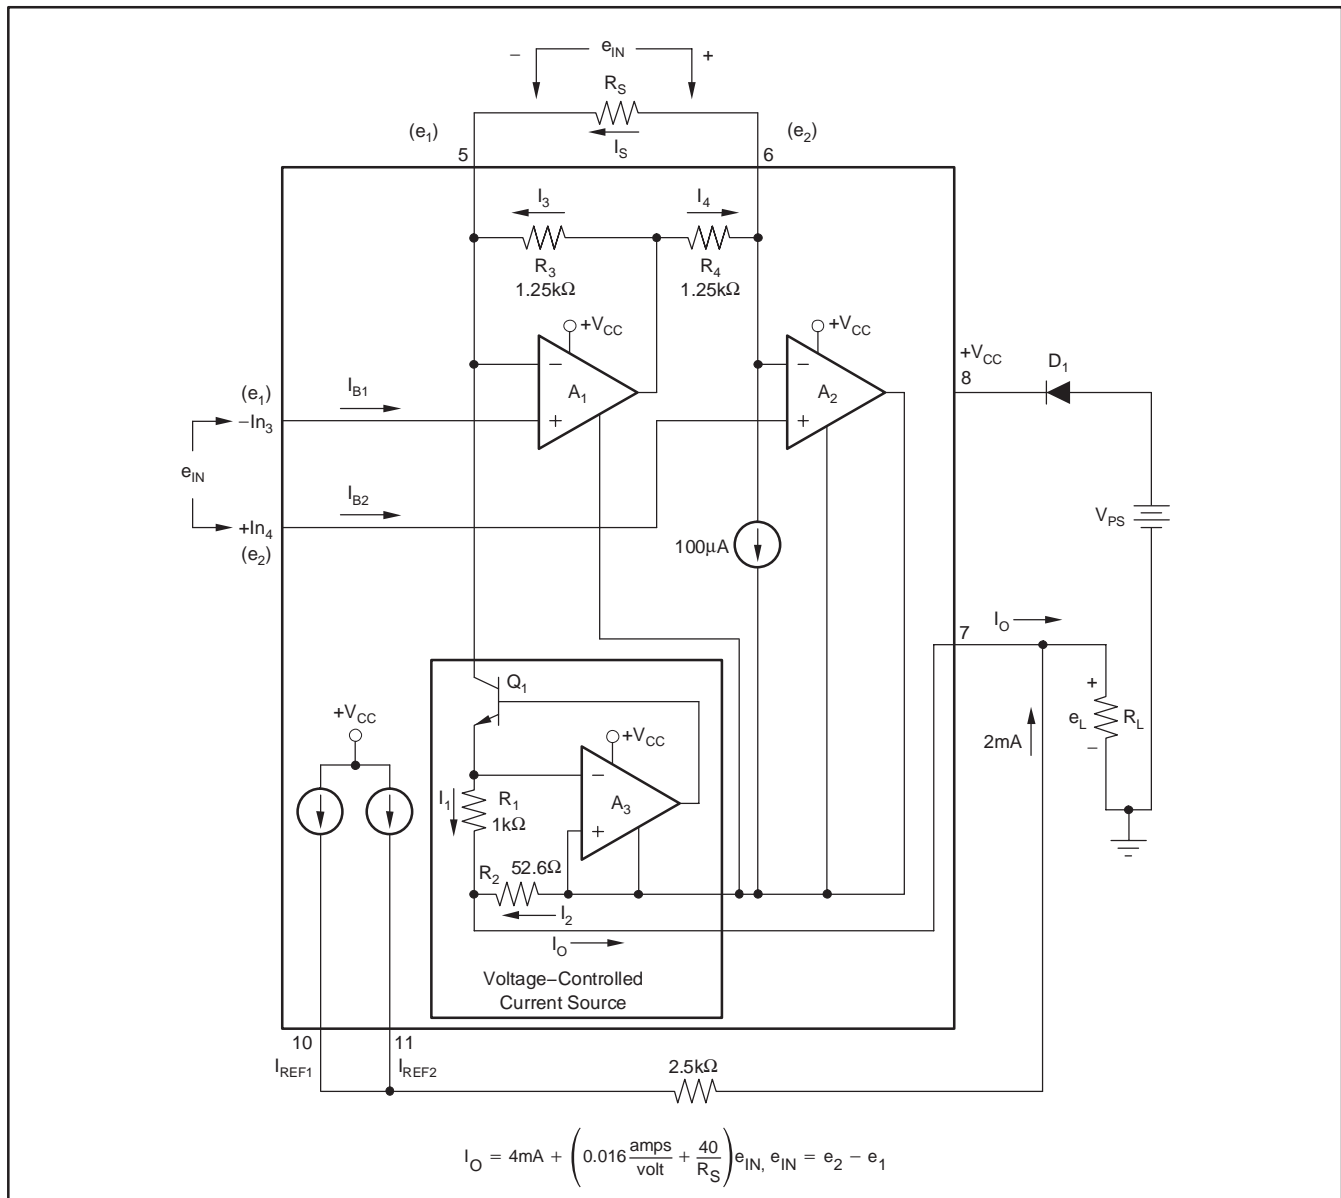 − e_IN +
R_S
(e_1) I_S (e_2)
5 6
I_3 I_4
R_3 R_4
1.25kΩ 1.25kΩ
+V_CC +V_CC
+V_CC D_1
8
(e_1) I_B1 − A_1 − A_2
−In_3 + +
e_IN
I_B2
+In_4
(e_2)
V_PS
100μA
I_O
7
Q_1
+V_CC
+V_CC
+
e_L R_L
−
2mA
−
I_1 R_1 A_3
1kΩ +
R_2 52.6Ω
I_2
I_O
Voltage−Controlled
Current Source
10 11
I_REF1 I_REF2
2.5kΩ
I_O = 4mA + (0.016 amps/volt + 40/R_S) e_IN, e_IN = e_2 − e_1